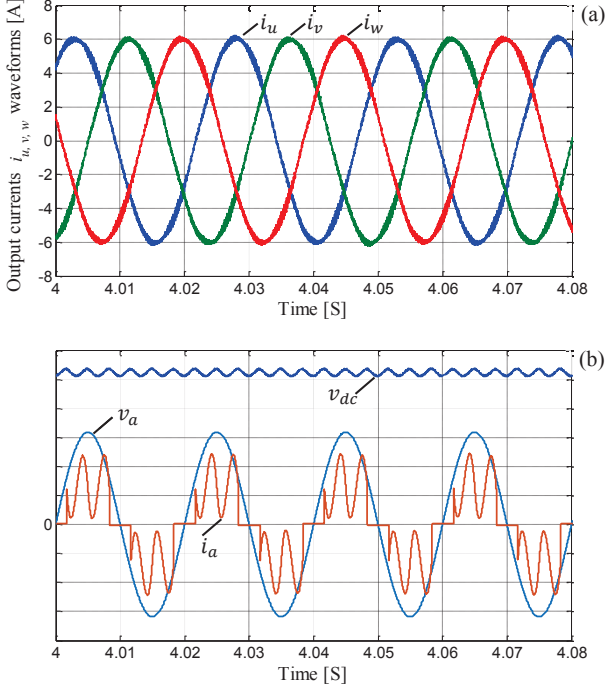 (a)
i_u i_v i_w
Output currents i_{u, v, w} waveforms [A]
8
6
4
2
0
-2
-4
-6
-8
4 4.01 4.02 4.03 4.04 4.05 4.06 4.07 4.08
Time [S]
(b)
v_dc
v_a
0
i_a
4 4.01 4.02 4.03 4.04 4.05 4.06 4.07 4.08
Time [S]